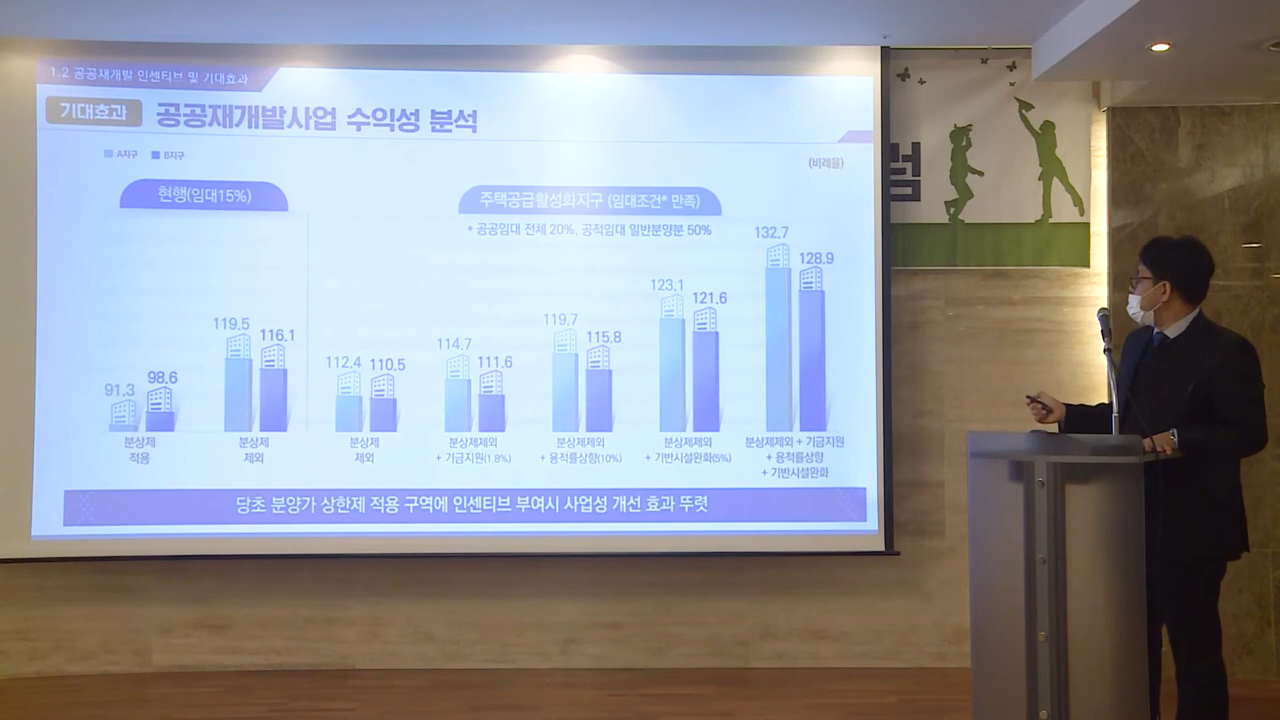 1.2 공공재개발 인센티브 및 기대효과
기대효과 공공재개발사업 수익성 분석
A지구 B지구
(비례율)
현행(임대15%)
주택공급활성화지구 (임대조건* 만족)
* 공공임대 전체 20%, 공적임대 일반분양분 50%
91.3 98.6
119.5 116.1
112.4 110.5
114.7 111.6
119.7 115.8
123.1 121.6
132.7 128.9
분상제
적용
분상제
제외
분상제
제외
분상제제외
+ 기금지원(1.8%)
분상제제외
+ 용적률상향(10%)
분상제제외
+ 기반시설완화(5%)
분상제제외 + 기금지원
+ 용적률상향
+ 기반시설완화
당초 분양가 상한제 적용 구역에 인센티브 부여시 사업성 개선 효과 뚜렷
럼